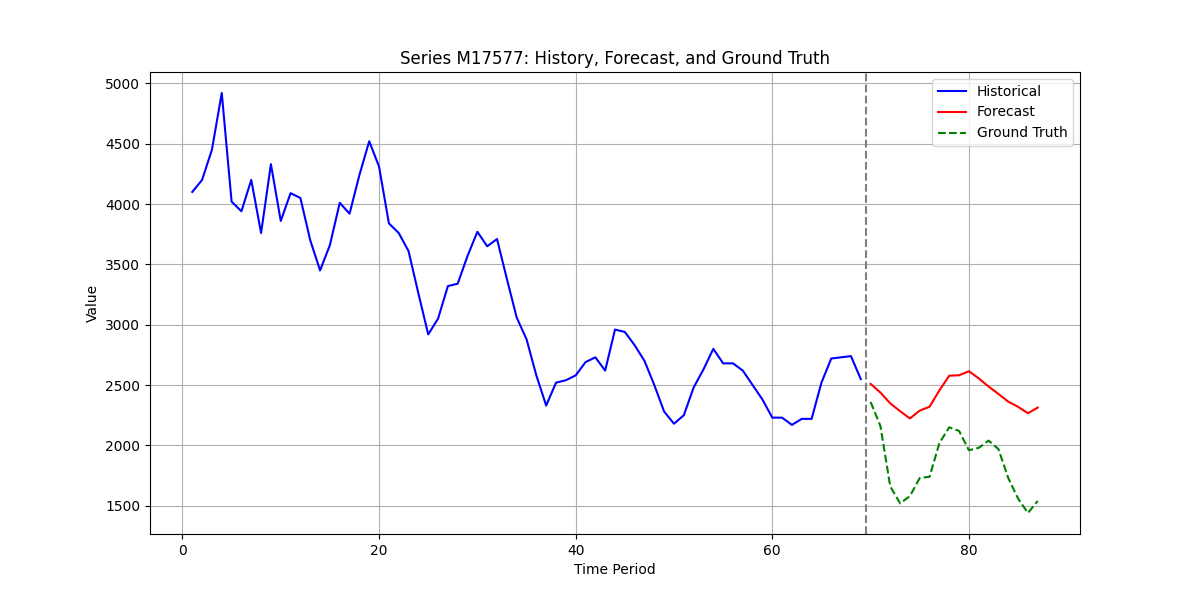 Series M17577: History, Forecast, and Ground Truth
Historical
Forecast
Ground Truth
5000
4500
4000
3500
3000
2500
2000
1500
Value
0
20
40
60
80
Time Period